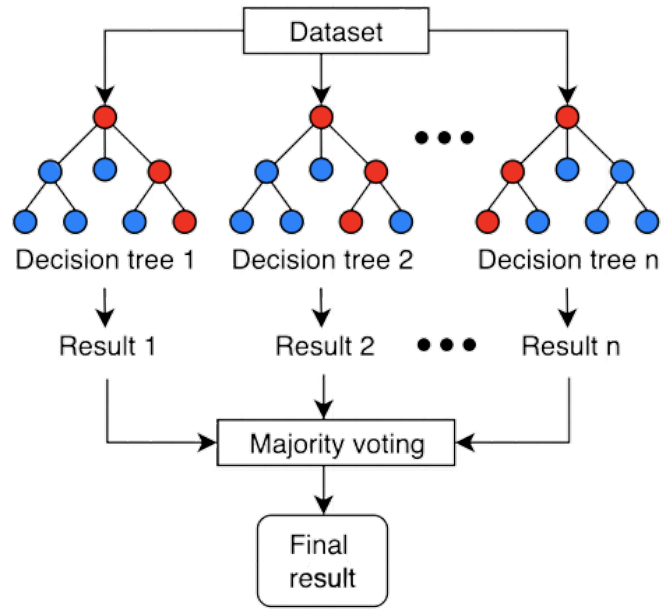 Dataset
Decision tree 1
Decision tree 2
Decision tree n
Result 1
Result 2
Result n
Majority voting
Final
result